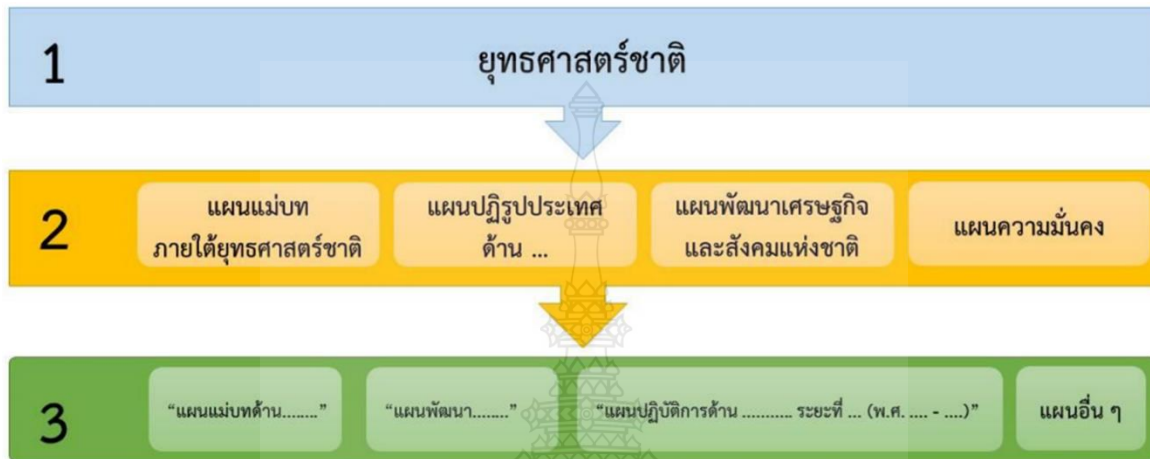 1
ยุทธศาสตร์ชาติ
2
แผนแม่บท
ภายใต้ยุทธศาสตร์ชาติ
แผนปฏิรูปประเทศ
ด้าน ...
แผนพัฒนาเศรษฐกิจ
และสังคมแห่งชาติ
แผนความมั่นคง
3
“แผนแม่บทด้าน........”
“แผนพัฒนา........”
“แผนปฏิบัติการด้าน ........... ระยะที่ ... (พ.ศ. .... - ....)”
แผนอื่น ๆ